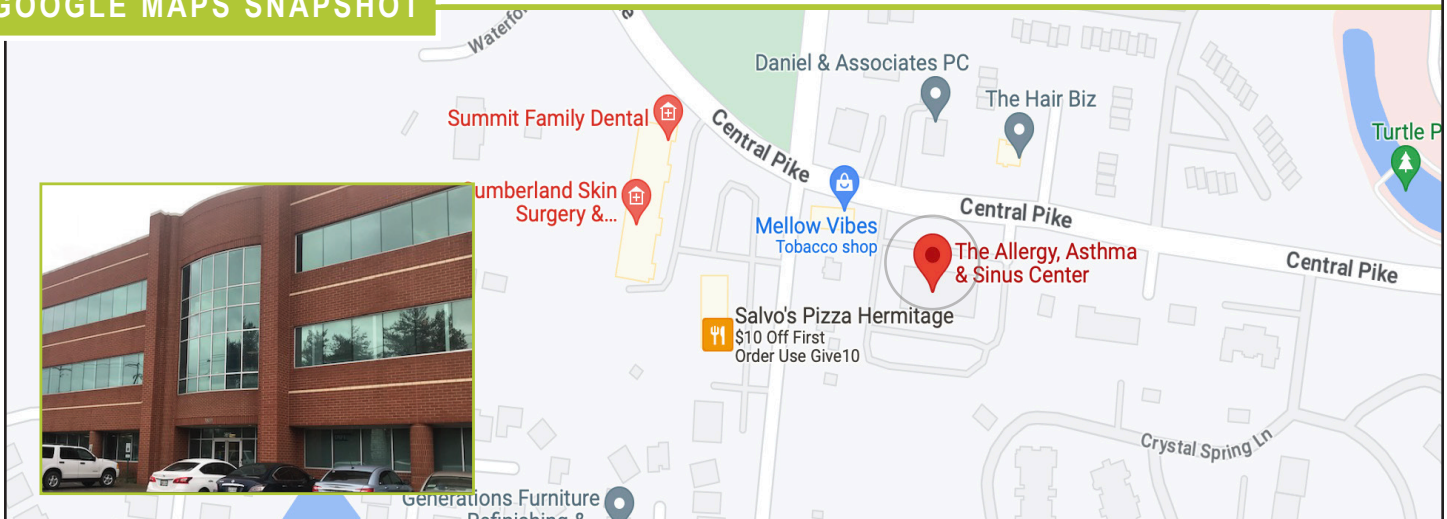 GOOGLE MAPS SNAPSHOT
Daniel & Associates PC
The Hair Biz
Summit Family Dental
Central Pike
Turtle P
umberland Skin
Surgery &...
Mellow Vibes
Tobacco shop
Central Pike
The Allergy, Asthma
& Sinus Center
Central Pike
Salvo's Pizza Hermitage
$10 Off First
Order Use Give10
Crystal Spring Ln
Generations Furniture
Refinishing &